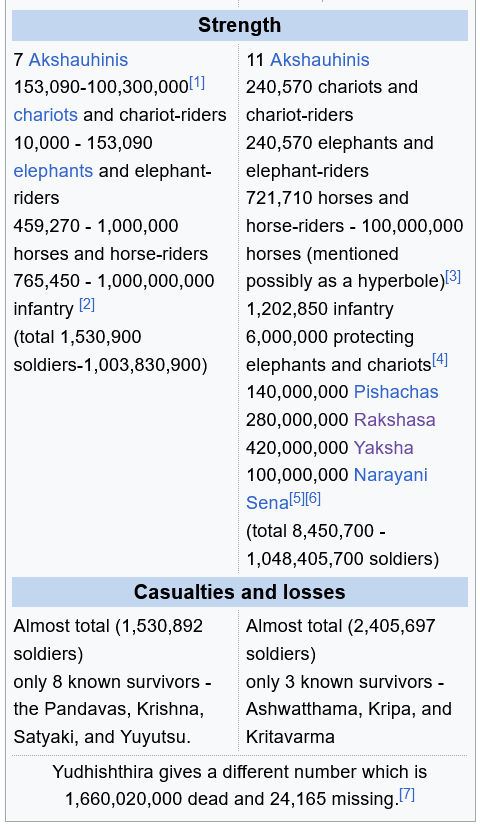 Strength
7 Akshauhinis
153,090-100,300,000[1]
chariots and chariot-riders
10,000 - 153,090
elephants and elephant-
riders
459,270 - 1,000,000
horses and horse-riders
765,450 - 1,000,000,000
infantry [2]
(total 1,530,900
soldiers-1,003,830,900)
11 Akshauhinis
240,570 chariots and
chariot-riders
240,570 elephants and
elephant-riders
721,710 horses and
horse-riders - 100,000,000
horses (mentioned
possibly as a hyperbole)[3]
1,202,850 infantry
6,000,000 protecting
elephants and chariots[4]
140,000,000 Pishachas
280,000,000 Rakshasa
420,000,000 Yaksha
100,000,000 Narayani
Sena[5][6]
(total 8,450,700 -
1,048,405,700 soldiers)
Casualties and losses
Almost total (1,530,892
soldiers)
only 8 known survivors -
the Pandavas, Krishna,
Satyaki, and Yuyutsu.
Almost total (2,405,697
soldiers)
only 3 known survivors -
Ashwatthama, Kripa, and
Kritavarma
Yudhishthira gives a different number which is
1,660,020,000 dead and 24,165 missing.[7]